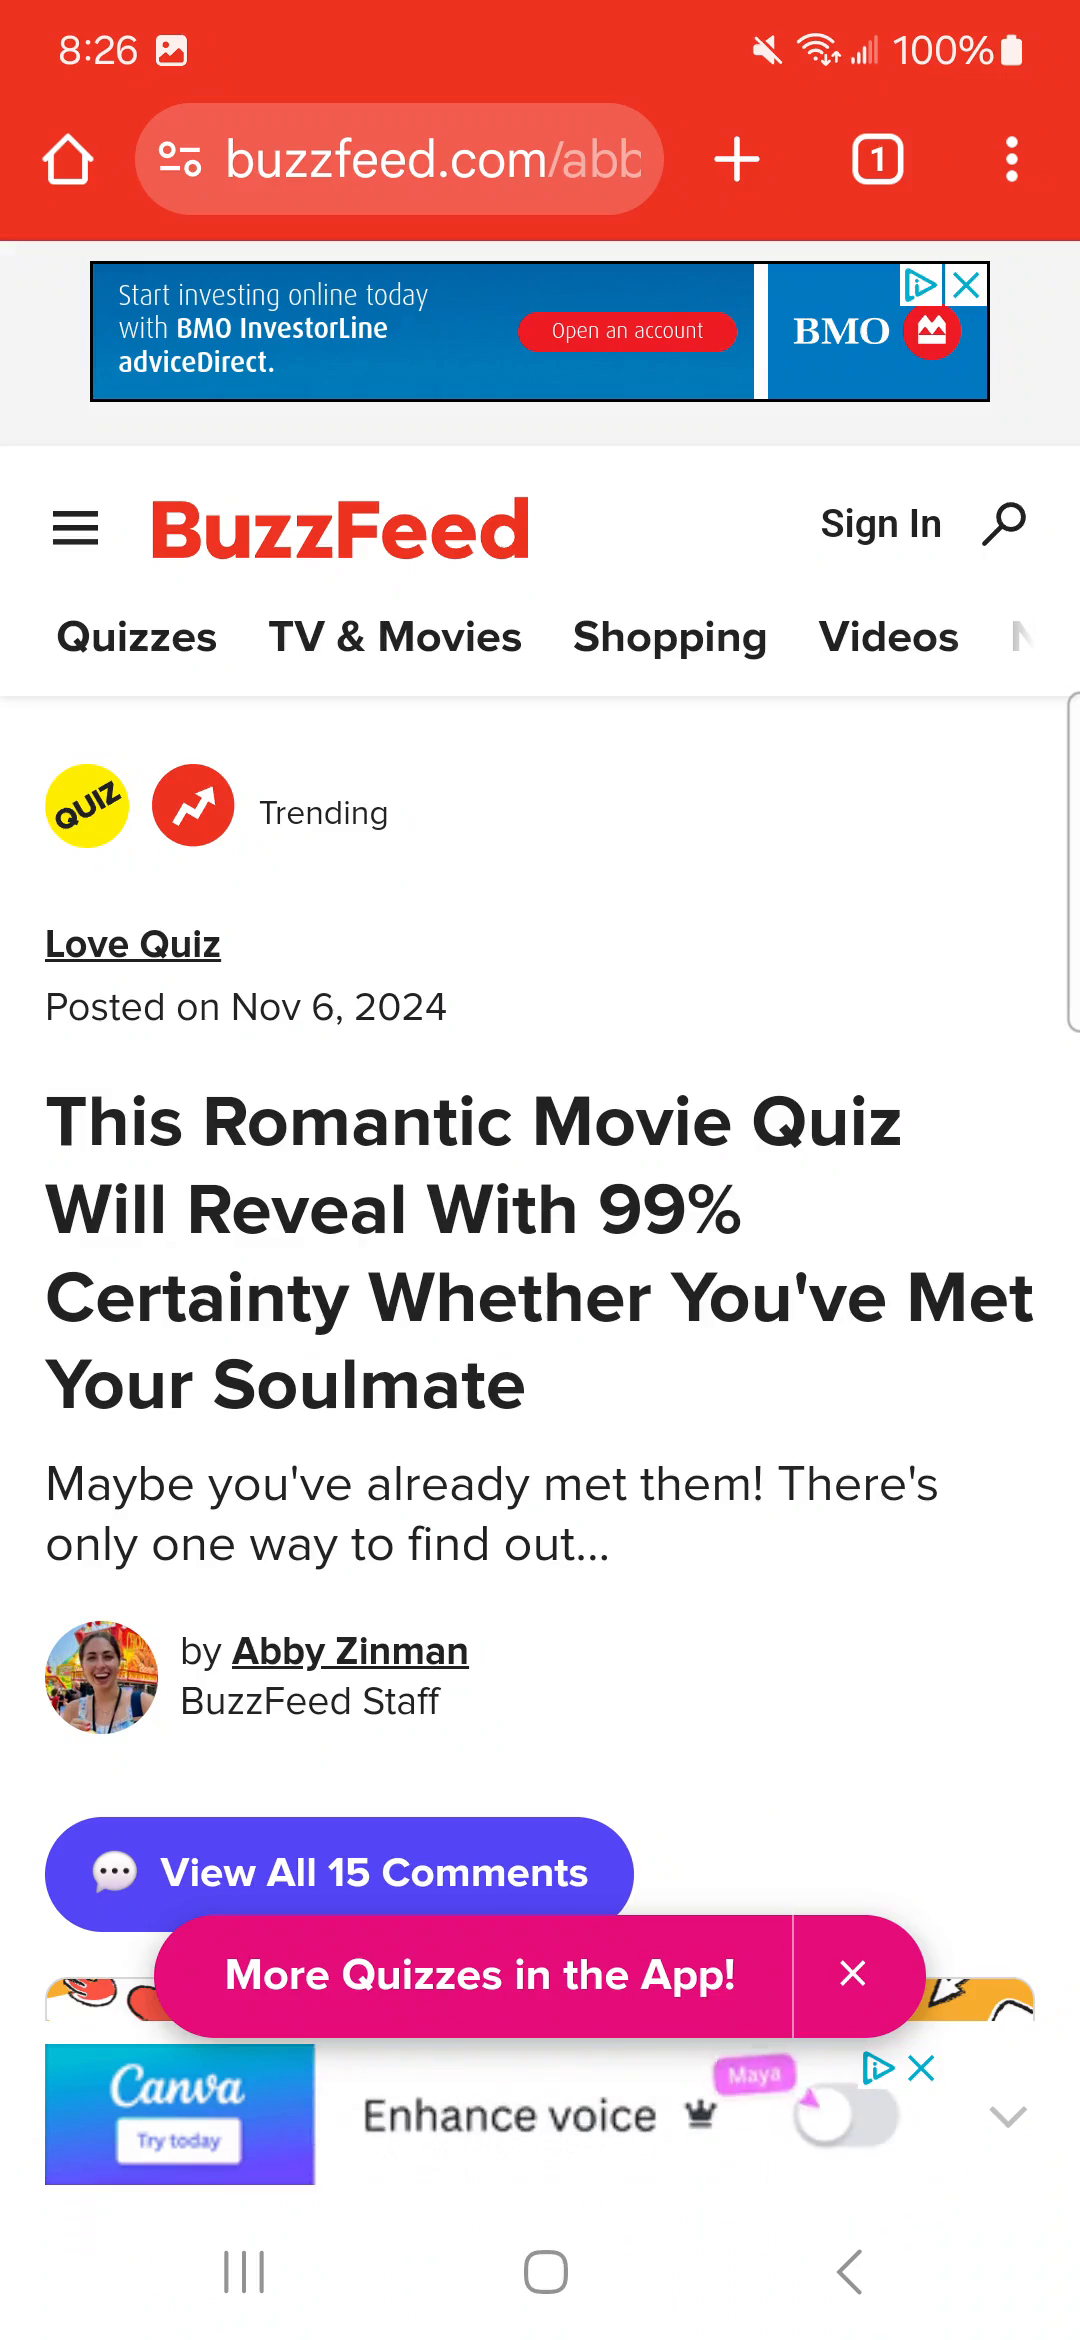 8:26
100%
buzzfeed.com/abb
1
Start investing online today
with BMO InvestorLine
adviceDirect.
Open an account
BMO
BuzzFeed
Sign In
Quizzes TV & Movies Shopping Videos N
QUIZ
Trending
Love Quiz
Posted on Nov 6, 2024
This Romantic Movie Quiz
Will Reveal With 99%
Certainty Whether You've Met
Your Soulmate
Maybe you've already met them! There's
only one way to find out...
by Abby Zinman
BuzzFeed Staff
View All 15 Comments
More Quizzes in the App!
Canva
Try today
Enhance voice
Maya